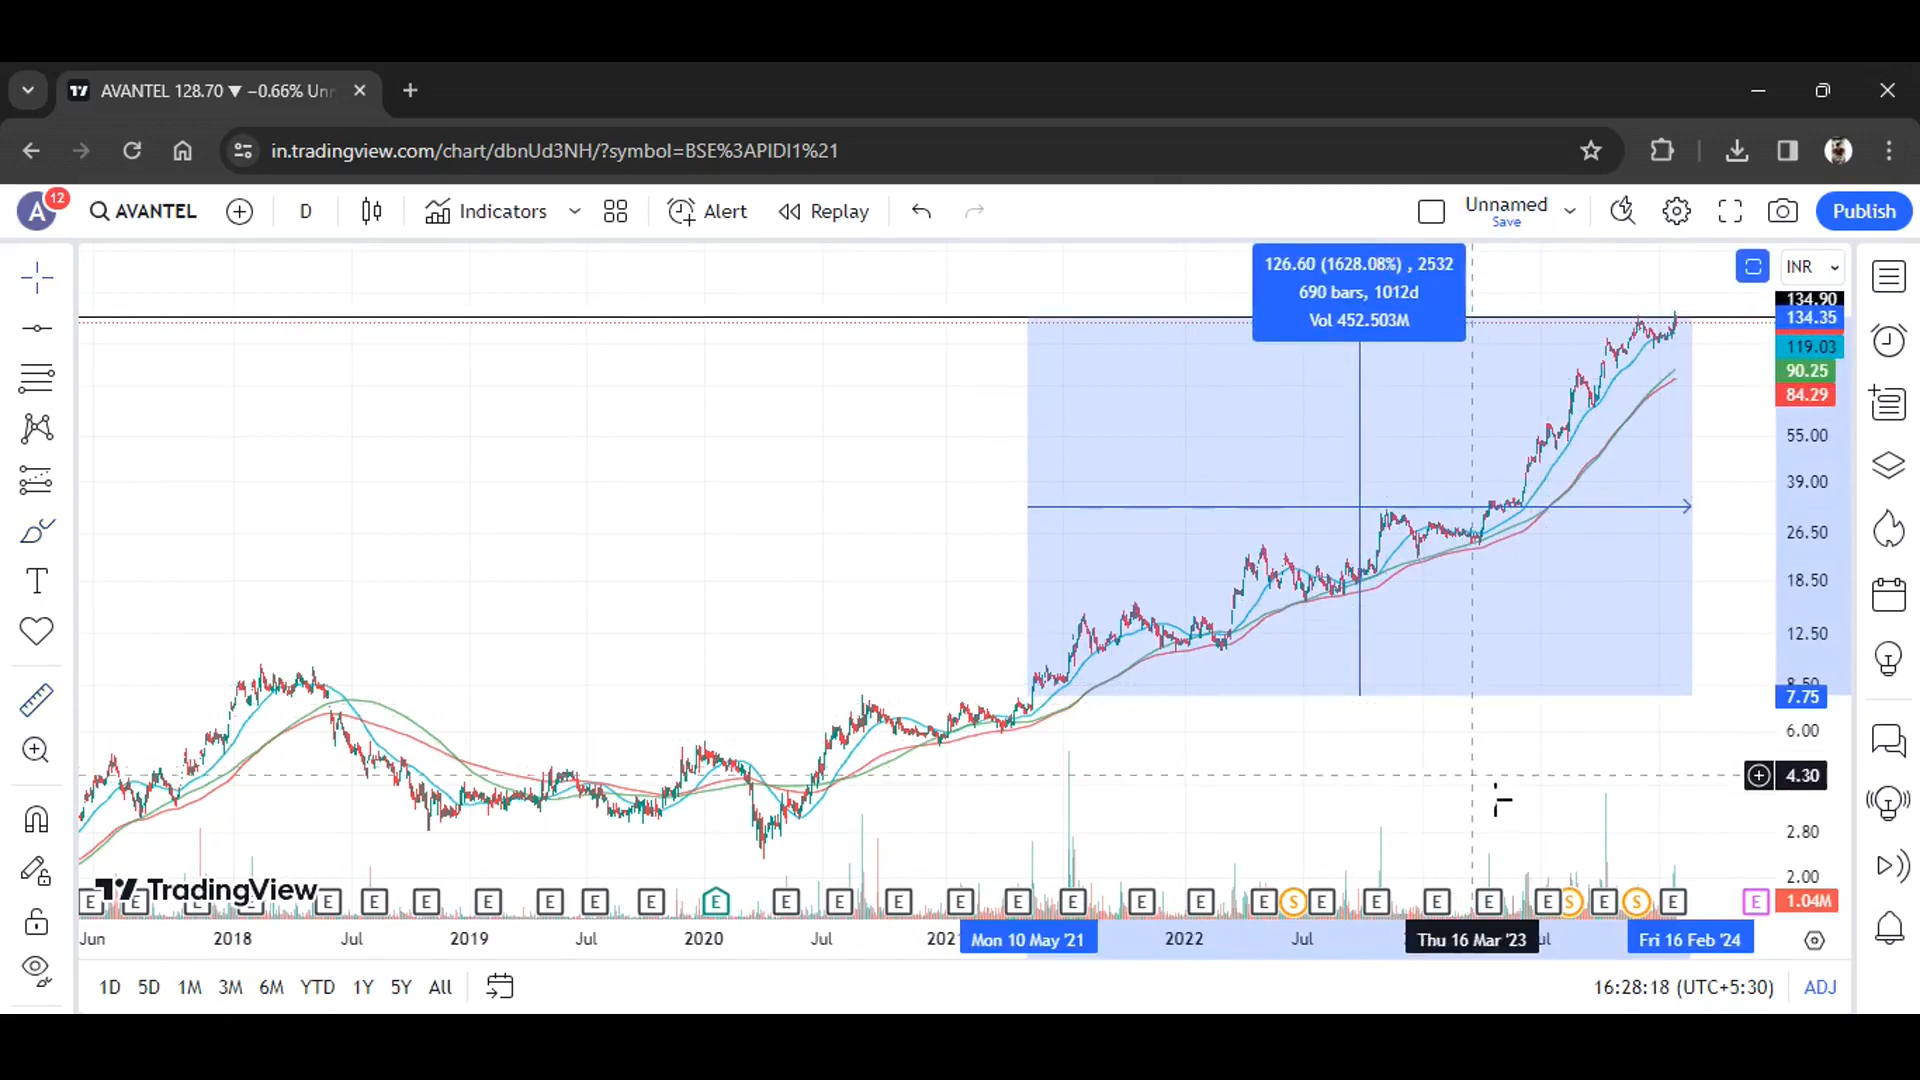 AVANTEL 128.70 ▼ −0.66% Unn
in.tradingview.com/chart/dbnUd3NH/?symbol=BSE%3APIDI1%21
A 12 AVANTEL D Indicators Alert Replay Unnamed Save Publish
126.60 (1628.08%) , 2532
690 bars, 1012d
Vol 452.503M
INR
134.90
134.35
119.03
90.25
84.29
55.00
39.00
26.50
18.50
12.50
8.50
7.75
6.00
4.30
2.80
2.00
1.04M
TradingView
E E E E E E E E E E E E E E E E E E E E S E E E E E S E S E E
Jun 2018 Jul 2019 Jul 2020 Jul 2021 Mon 10 May '21 2022 Jul Thu 16 Mar '23 Fri 16 Feb '24
1D 5D 1M 3M 6M YTD 1Y 5Y All 16:28:18 (UTC+5:30) ADJ